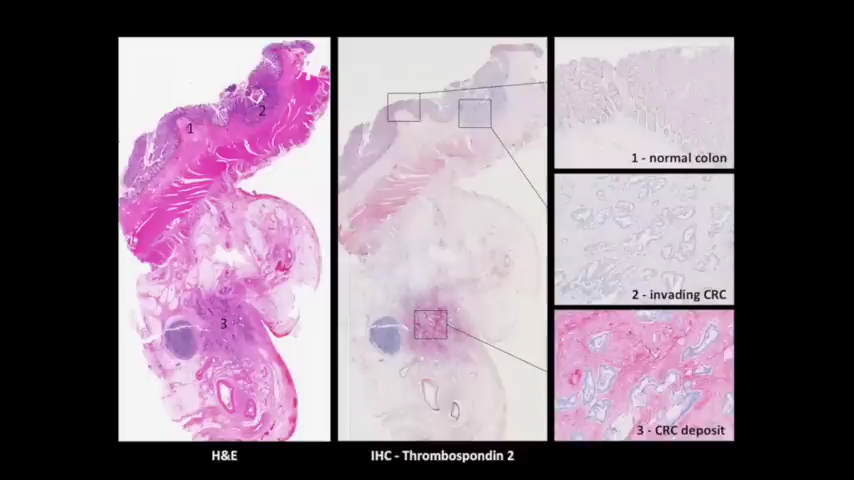 1
2
3
1 - normal colon
2 - invading CRC
3 - CRC deposit
H&E
IHC - Thrombospondin 2